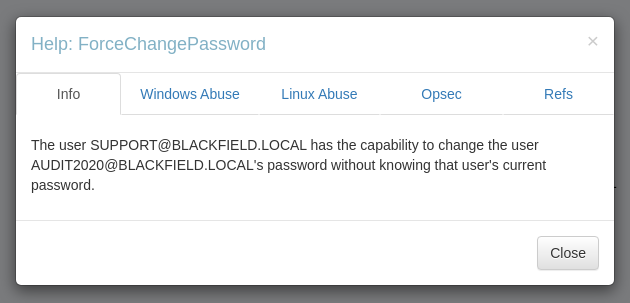 Help: ForceChangePassword
×
Info
Windows Abuse
Linux Abuse
Opsec
Refs
The user SUPPORT@BLACKFIELD.LOCAL has the capability to change the user
AUDIT2020@BLACKFIELD.LOCAL's password without knowing that user's current
password.
Close